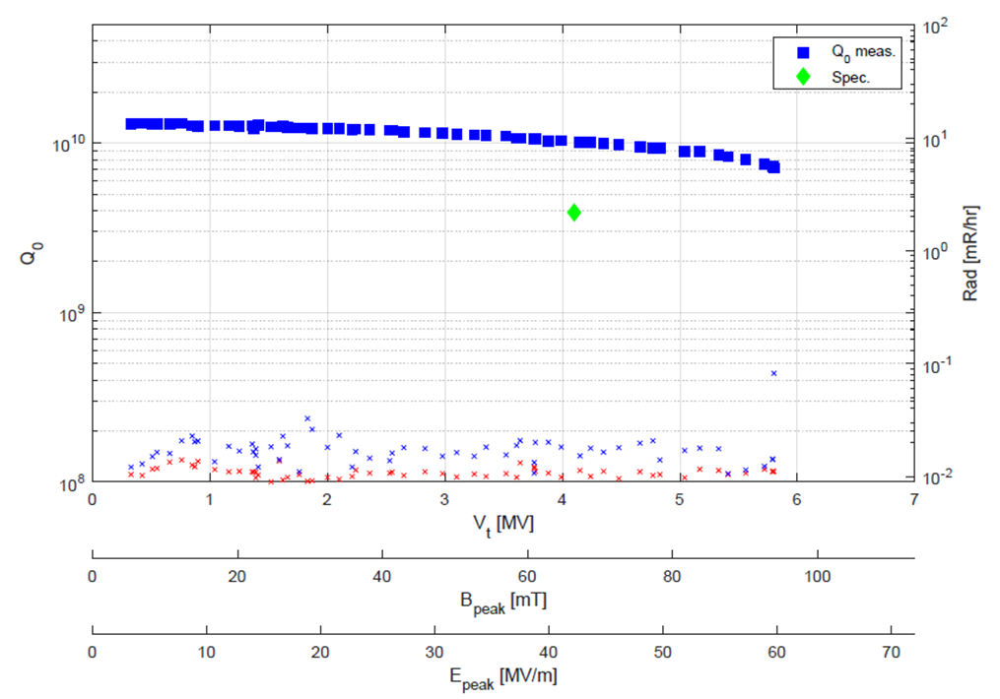 Q0 meas.
Spec.
10^10
10^9
10^8
Q0
10^2
10^1
10^0
10^-1
10^-2
Rad [mR/hr]
0 1 2 3 4 5 6 7
Vt [MV]
0 20 40 60 80 100
Bpeak [mT]
0 10 20 30 40 50 60 70
Epeak [MV/m]